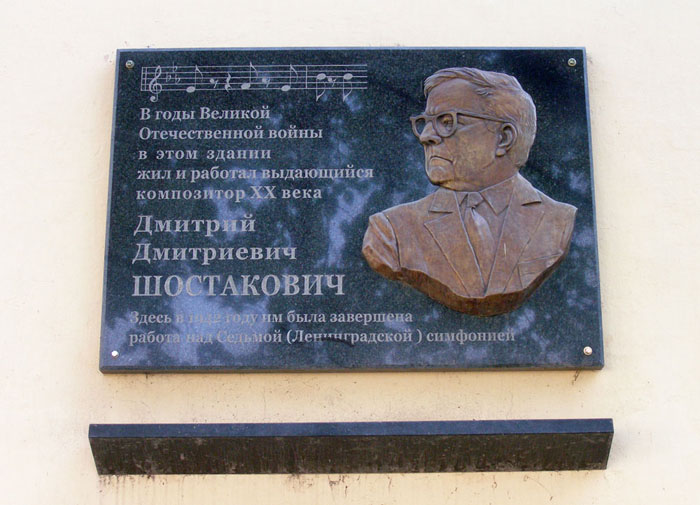 В годы Великой
Отечественной войны
в этом здании
жил и работал выдающийся
композитор XX века
Дмитрий
Дмитриевич
ШОСТАКОВИЧ
Здесь в 1942 году им была завершена
работа над Седьмой (Ленинградской ) симфонией